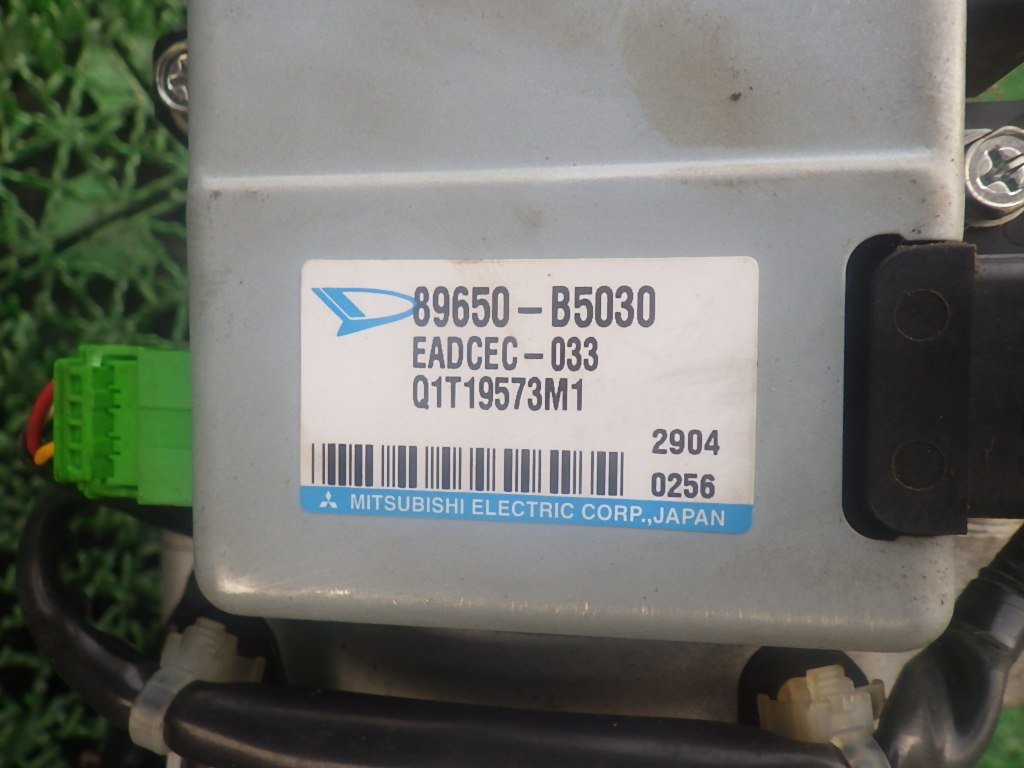 89650-B5030
EADCEC-033
Q1T19573M1
2904
0256
MITSUBISHI ELECTRIC CORP.,JAPAN